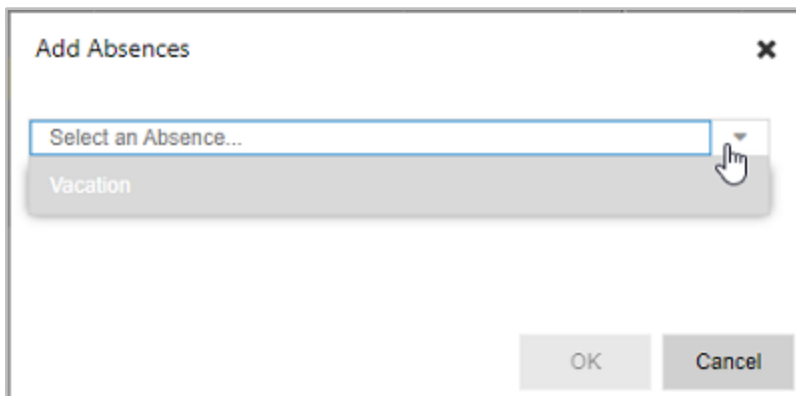 Add Absences
Select an Absence...
Vacation
OK
Cancel